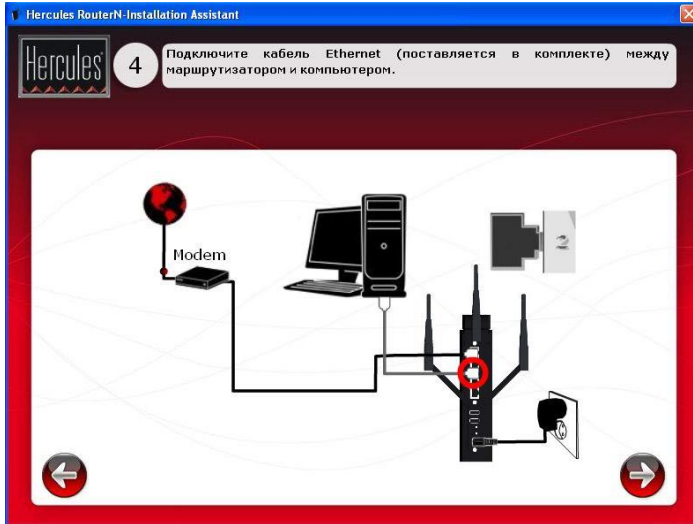 Hercules RouterN-Installation Assistant
Hercules
4
Подключите кабель Ethernet (поставляется в комплекте) между
маршрутизатором и компьютером.
Modem
2